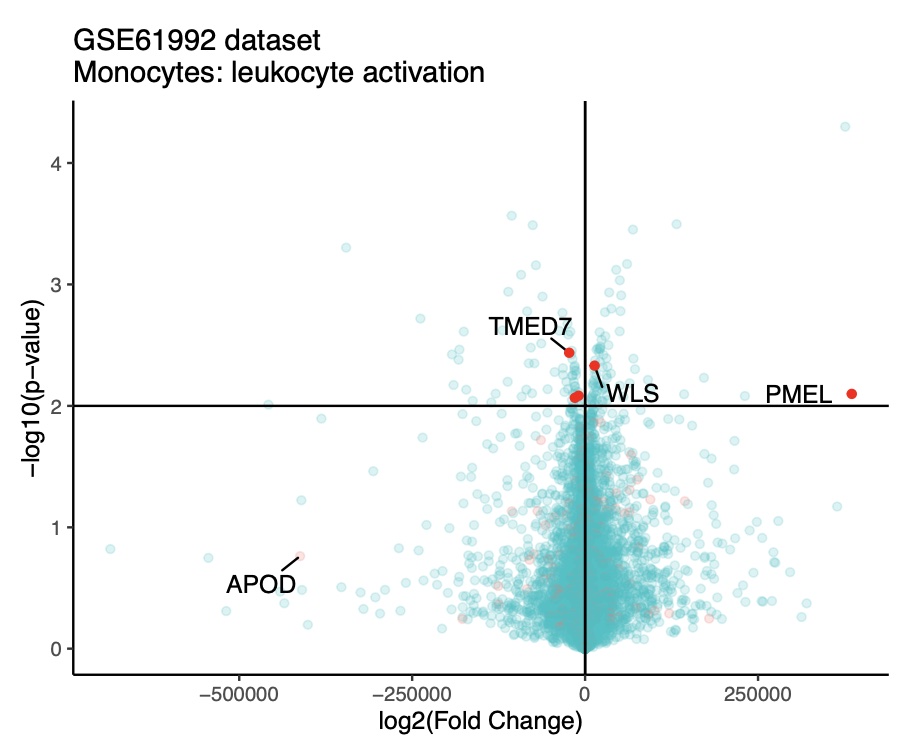 GSE61992 dataset
Monocytes: leukocyte activation
−log10(p−value)
4
3
2
1
0
TMED7
WLS
PMEL
APOD
−500000
−250000
0
250000
log2(Fold Change)